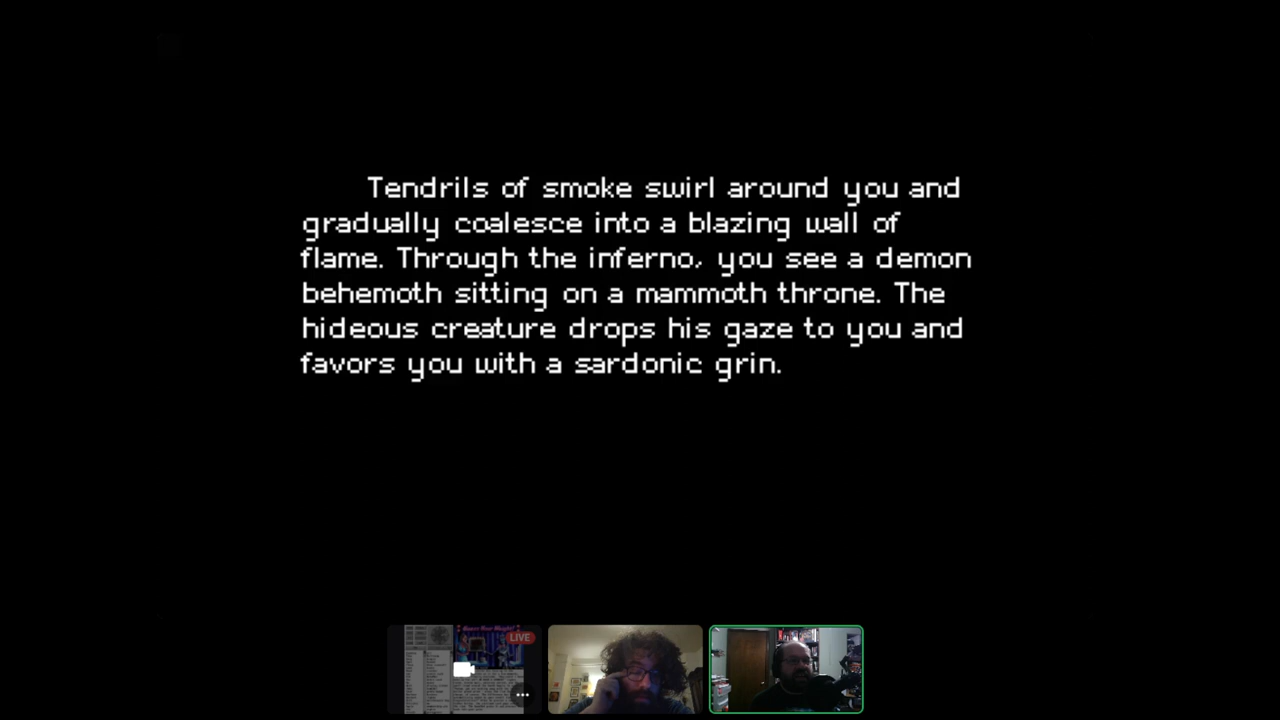 Tendrils of smoke swirl around you and
gradually coalesce into a blazing wall of
flame. Through the inferno, you see a demon
behemoth sitting on a mammoth throne. The
hideous creature drops his gaze to you and
favors you with a sardonic grin.
LIVE